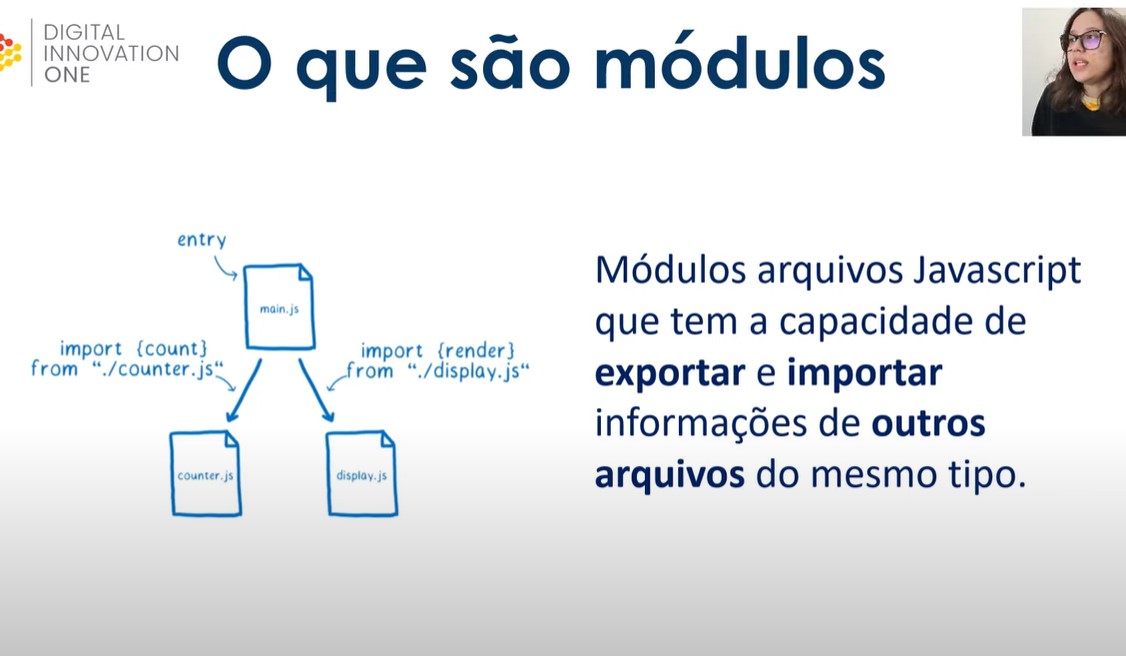 DIGITAL
INNOVATION
ONE
O que são módulos
entry
main.js
import {count}
from “./counter.js“
import {render}
from “./display.js“
counter.js
display.js
Módulos arquivos Javascript
que tem a capacidade de
exportar e importar
informações de outros
arquivos do mesmo tipo.